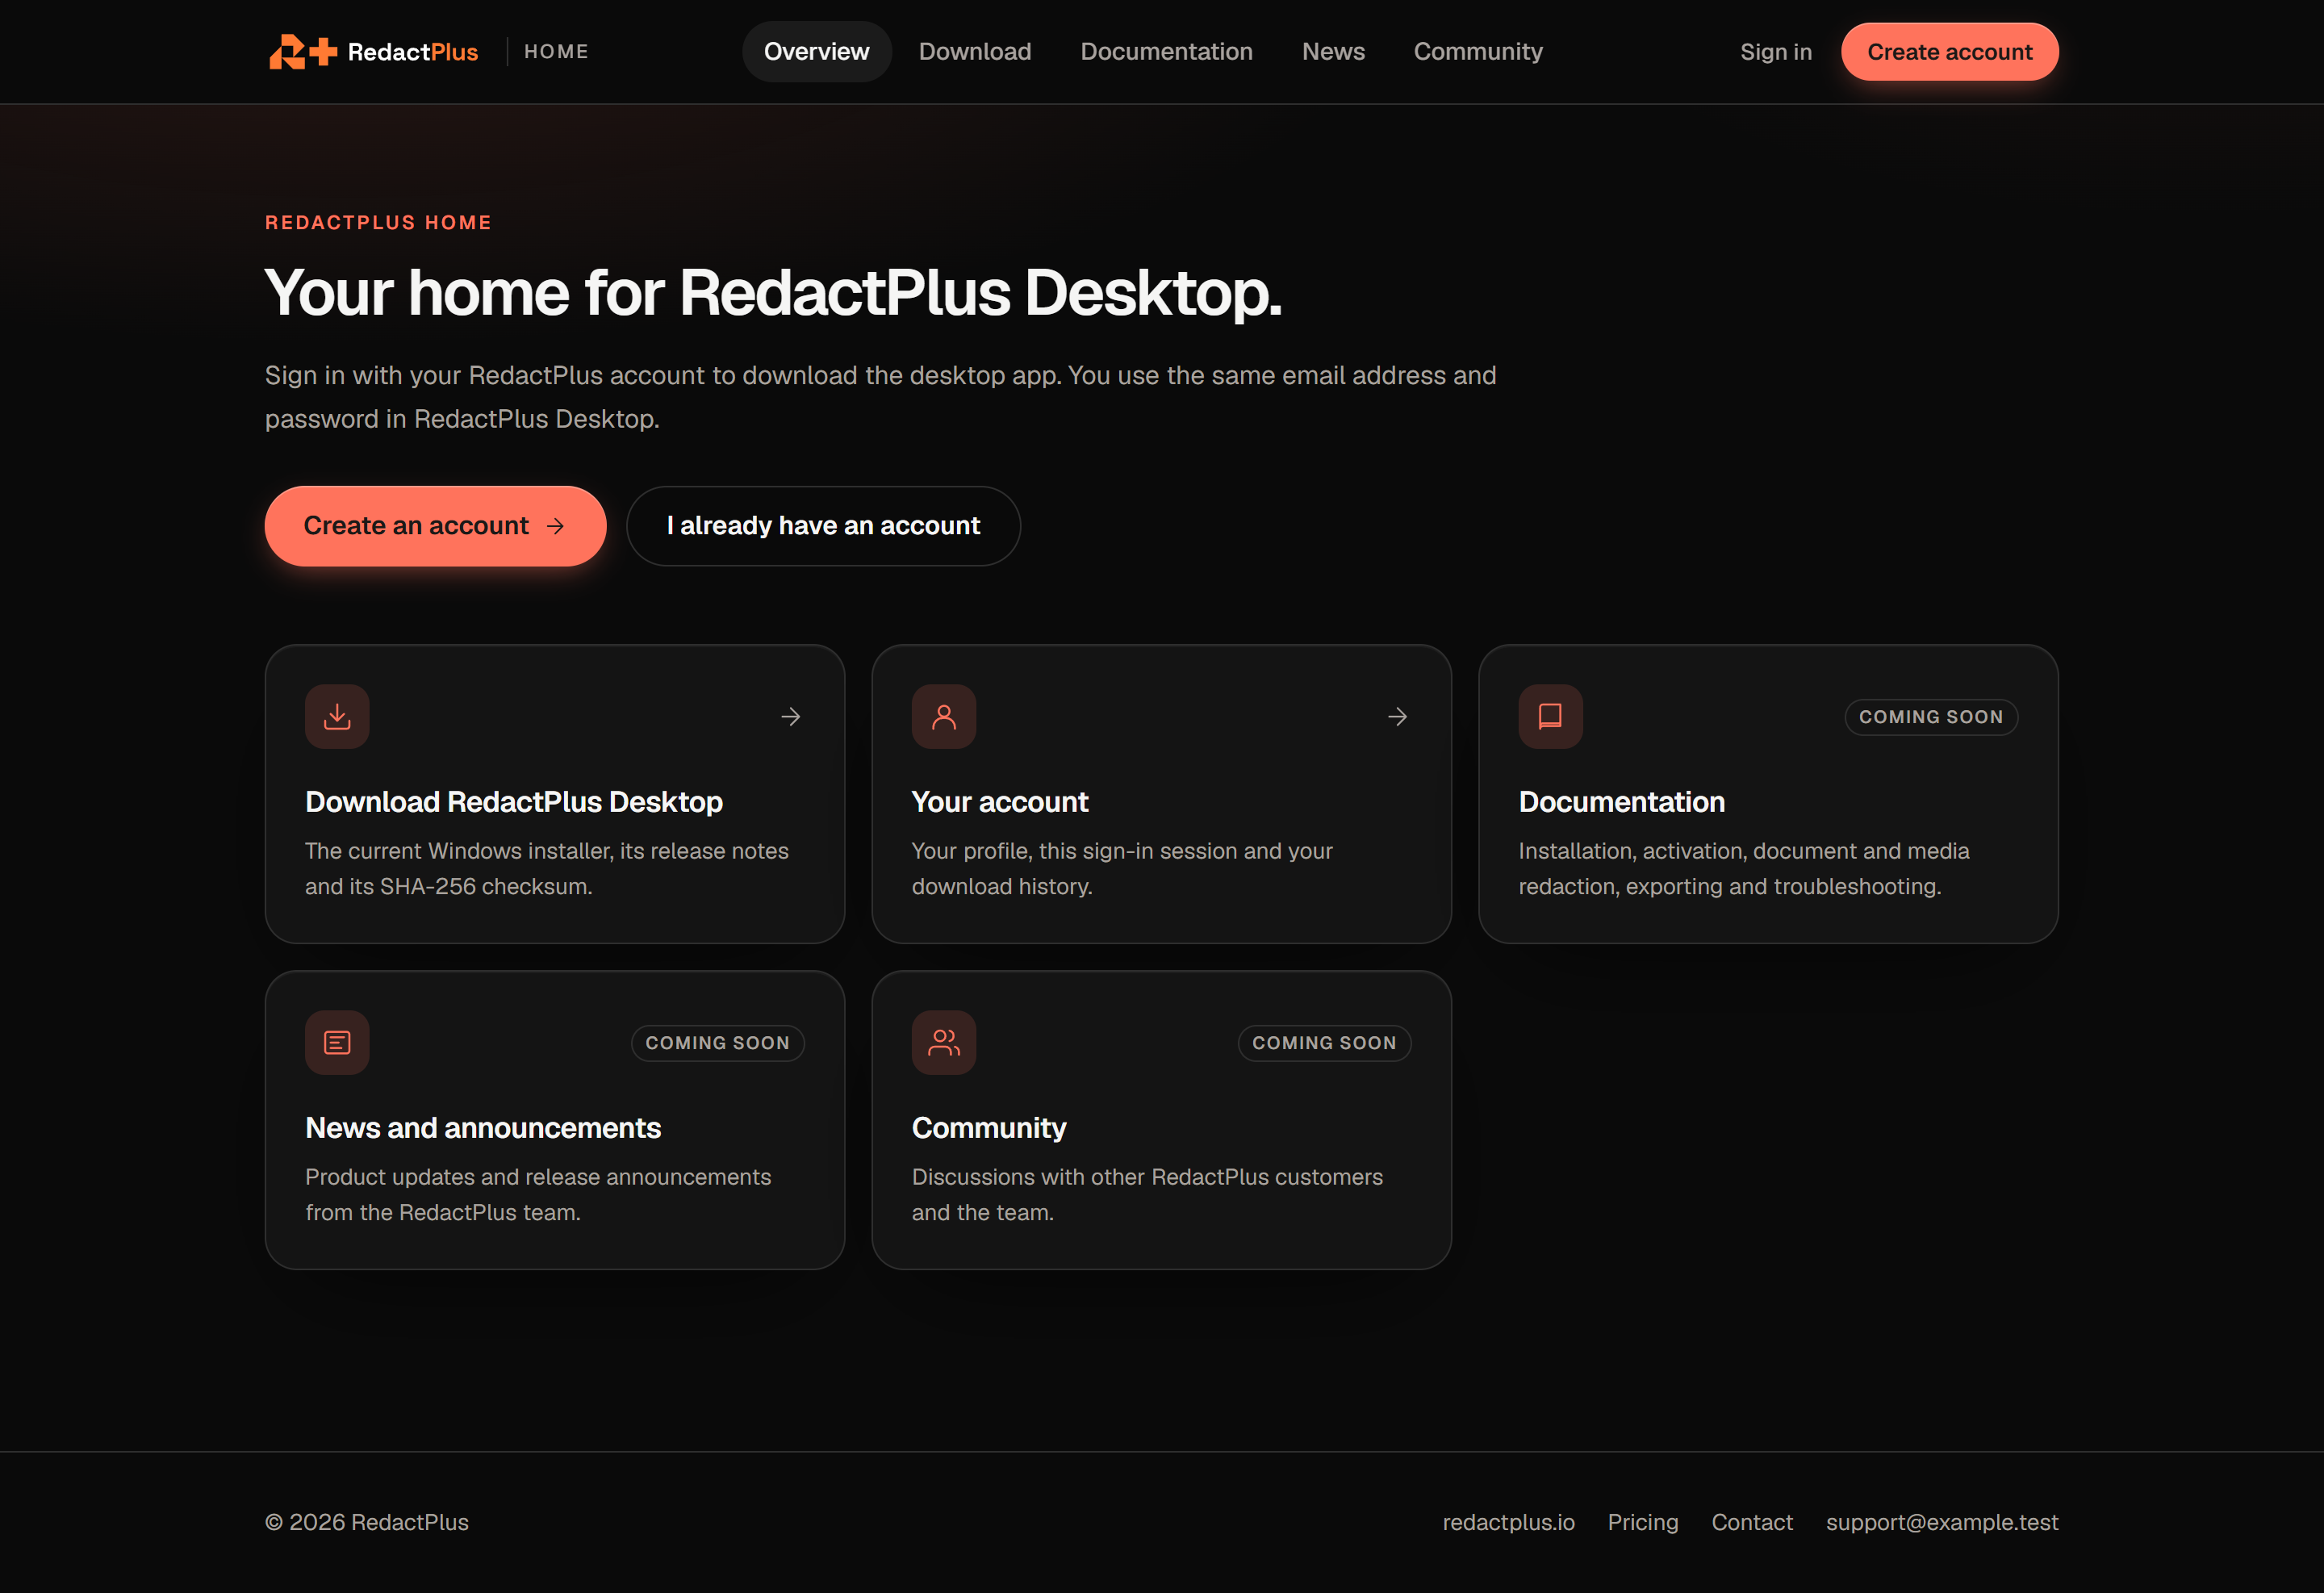 RedactPlus
HOME
Overview
Download
Documentation
News
Community
Sign in
Create account
REDACTPLUS HOME
Your home for RedactPlus Desktop.
Sign in with your RedactPlus account to download the desktop app. You use the same email address and
password in RedactPlus Desktop.
Create an account
I already have an account
Download RedactPlus Desktop
The current Windows installer, its release notes
and its SHA-256 checksum.
Your account
Your profile, this sign-in session and your
download history.
COMING SOON
Documentation
Installation, activation, document and media
redaction, exporting and troubleshooting.
COMING SOON
News and announcements
Product updates and release announcements
from the RedactPlus team.
COMING SOON
Community
Discussions with other RedactPlus customers
and the team.
© 2026 RedactPlus
redactplus.io
Pricing
Contact
support@example.test